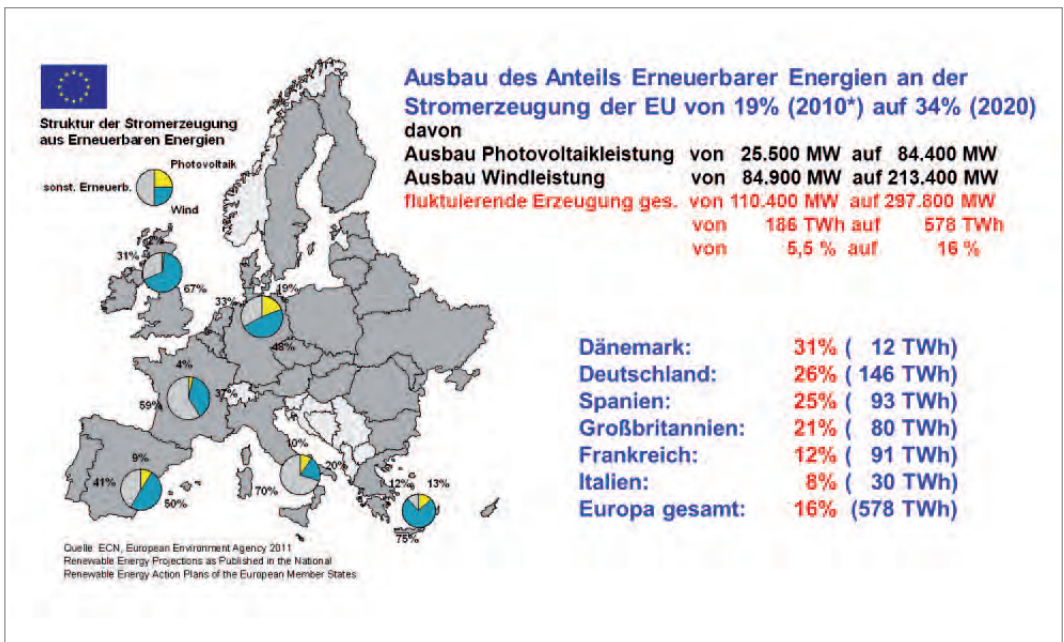 Struktur der Stromerzeugung
aus Erneuerbaren Energien
Photovoltaik
sonst. Erneuerb.
Wind
Ausbau des Anteils Erneuerbarer Energien an der
Stromerzeugung der EU von 19% (2010*) auf 34% (2020)
davon
Ausbau Photovoltaikleistung von 25.500 MW auf 84.400 MW
Ausbau Windleistung von 84.900 MW auf 213.400 MW
fluktuierende Erzeugung ges. von 110.400 MW auf 297.800 MW
von 186 TWh auf 578 TWh
von 5,5 % auf 16 %
31%
67%
33%
19%
48%
4%
37%
59%
9%
41%
50%
10%
20%
70%
12%
13%
75%
Dänemark: 31% ( 12 TWh)
Deutschland: 26% ( 146 TWh)
Spanien: 25% ( 93 TWh)
Großbritannien: 21% ( 80 TWh)
Frankreich: 12% ( 91 TWh)
Italien: 8% ( 30 TWh)
Europa gesamt: 16% (578 TWh)
Quelle: ECN, European Environment Agency 2011
Renewable Energy Projections as Published in the National
Renewable Energy Action Plans of the European Member States